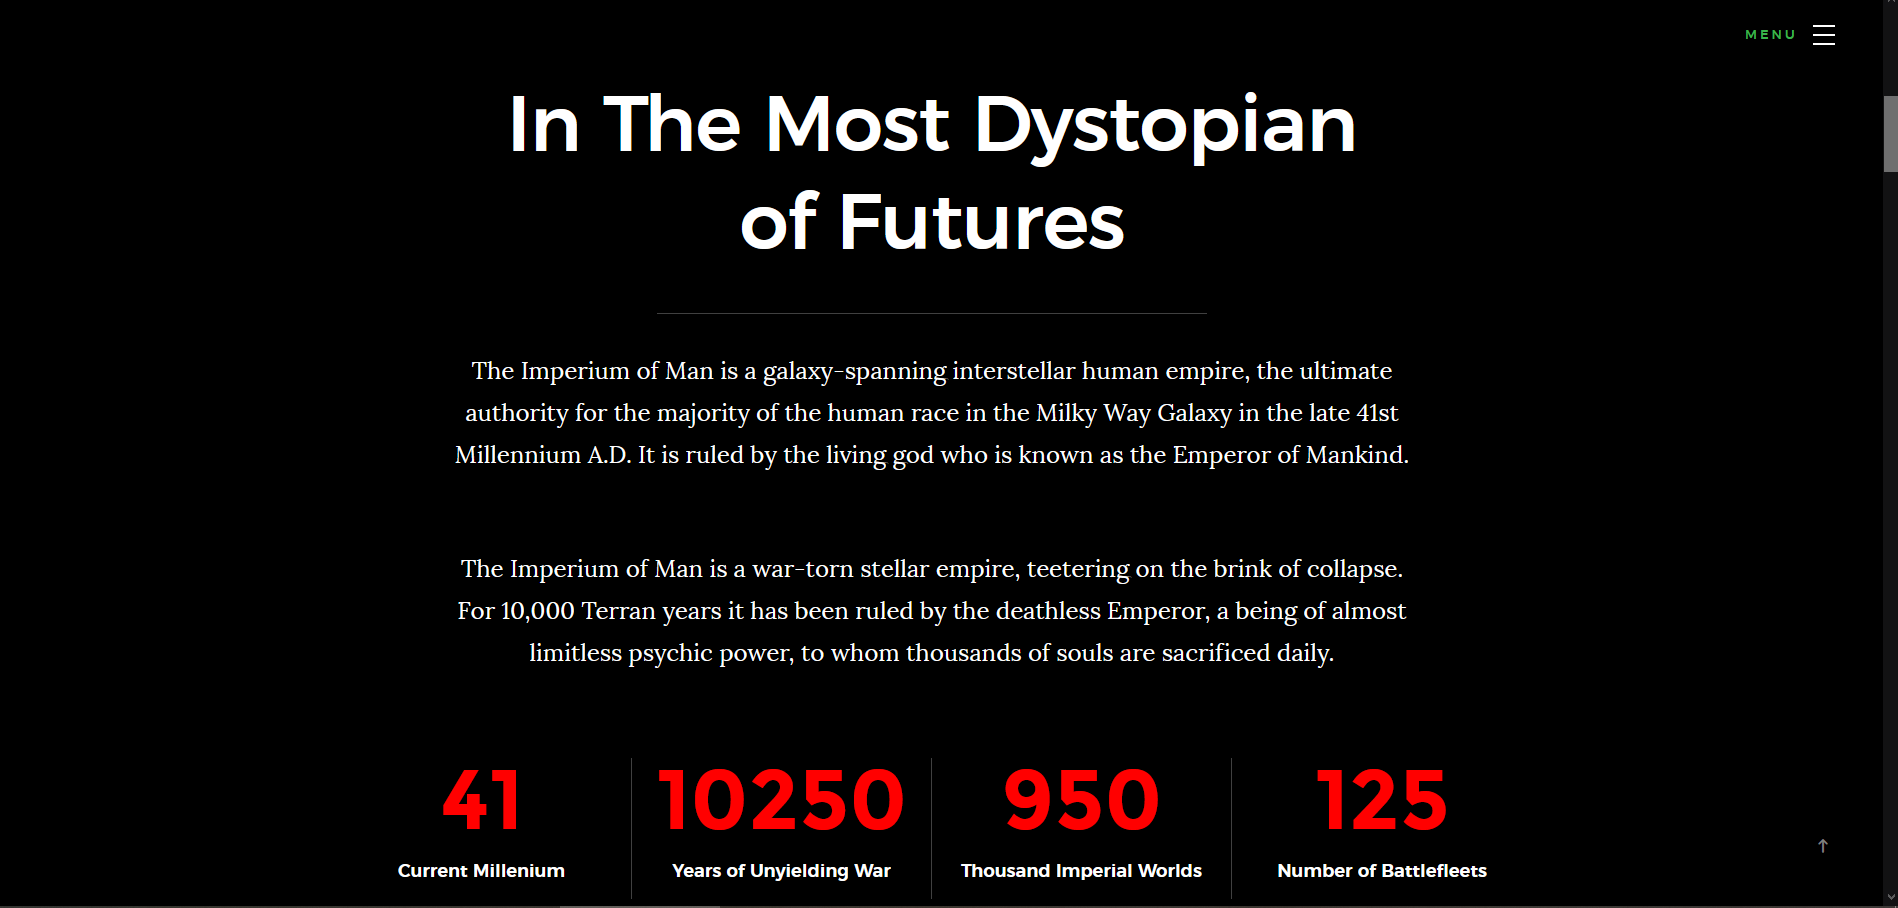 MENU
In The Most Dystopian
of Futures
The Imperium of Man is a galaxy-spanning interstellar human empire, the ultimate
authority for the majority of the human race in the Milky Way Galaxy in the late 41st
Millennium A.D. It is ruled by the living god who is known as the Emperor of Mankind.
The Imperium of Man is a war-torn stellar empire, teetering on the brink of collapse.
For 10,000 Terran years it has been ruled by the deathless Emperor, a being of almost
limitless psychic power, to whom thousands of souls are sacrificed daily.
41
Current Millenium
10250
Years of Unyielding War
950
Thousand Imperial Worlds
125
Number of Battlefleets